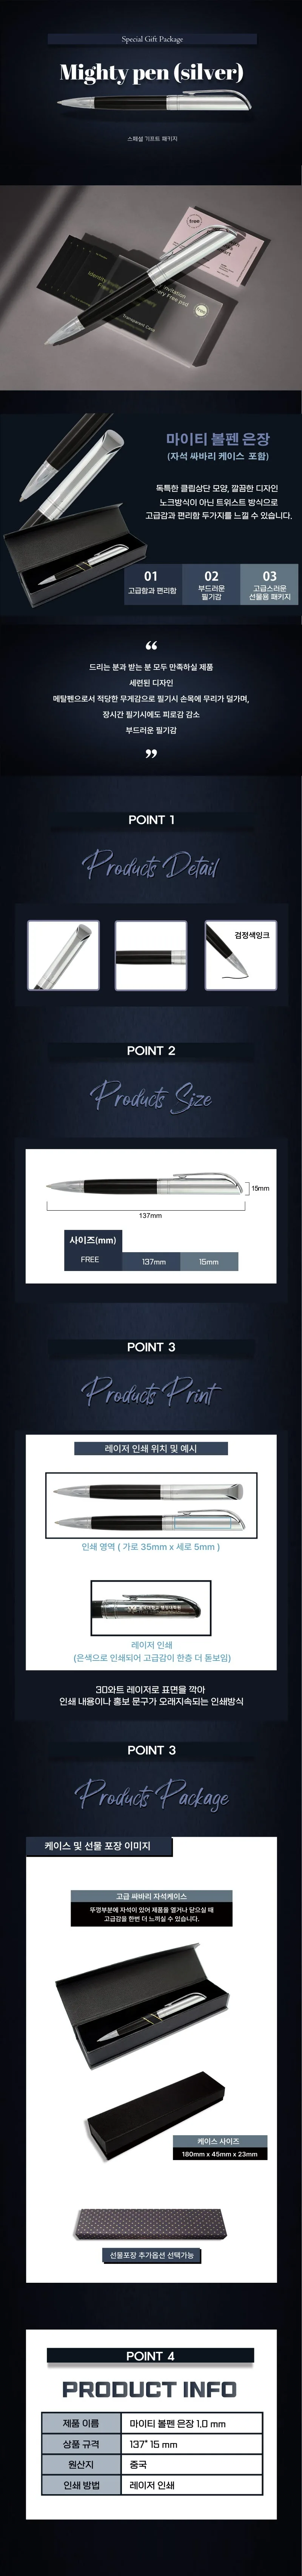 Special Gift Package
Mighty pen (silver)
스페셜 기프트 패키지
마이티 볼펜 은장
(자석 싸바리 케이스 포함)
독특한 클립상단 모양, 깔끔한 디자인
노크방식이 아닌 트위스트 방식으로
고급감과 편리함 두가지를 느낄 수 있습니다.
01
고급함과 편리함
02
부드러운
필기감
03
고급스러운
선물용 패키지
“
드리는 분과 받는 분 모두 만족하실 제품
세련된 디자인
메탈펜으로서 적당한 무게감으로 필기시 손목에 무리가 덜가며,
장시간 필기시에도 피로감 감소
부드러운 필기감
”
POINT 1
Products Detail
검정색잉크
POINT 2
Products Size
15mm
137mm
사이즈(mm)
FREE 137mm 15mm
POINT 3
Products Print
레이저 인쇄 위치 및 예시
인쇄 영역 ( 가로 35mm x 세로 5mm )
레이저 인쇄
(은색으로 인쇄되어 고급감이 한층 더 돋보임)
30와트 레이저로 표면을 깍아
인쇄 내용이나 홍보 문구가 오래지속되는 인쇄방식
POINT 3
Products Package
케이스 및 선물 포장 이미지
고급 싸바리 자석케이스
뚜껑부분에 자석이 있어 제품을 열거나 닫으실 때
고급감을 한번 더 느끼실 수 있습니다.
케이스 사이즈
180mm x 45mm x 23mm
선물포장 추가옵션 선택가능
POINT 4
PRODUCT INFO
제품 이름 마이티 볼펜 은장 1.0 mm
상품 규격 137* 15 mm
원산지 중국
인쇄 방법 레이저 인쇄